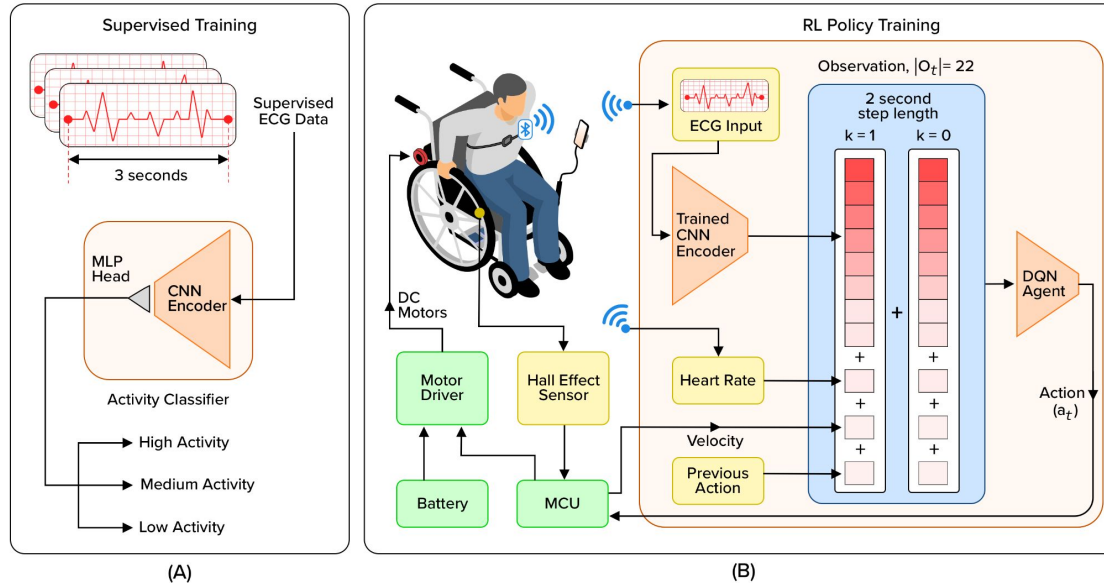 Supervised Training
3 seconds
Supervised
ECG Data
MLP
Head
CNN
Encoder
Activity Classifier
High Activity
Medium Activity
Low Activity
(A)
RL Policy Training
Observation, |O_t|= 22
ECG Input
2 second
step length
k = 1
k = 0
Trained
CNN
Encoder
+
DQN
Agent
DC
Motors
Motor
Driver
Hall Effect
Sensor
Heart Rate
+ +
+ +
+ +
Action
(a_t)
Velocity
Battery
MCU
Previous
Action
(B)